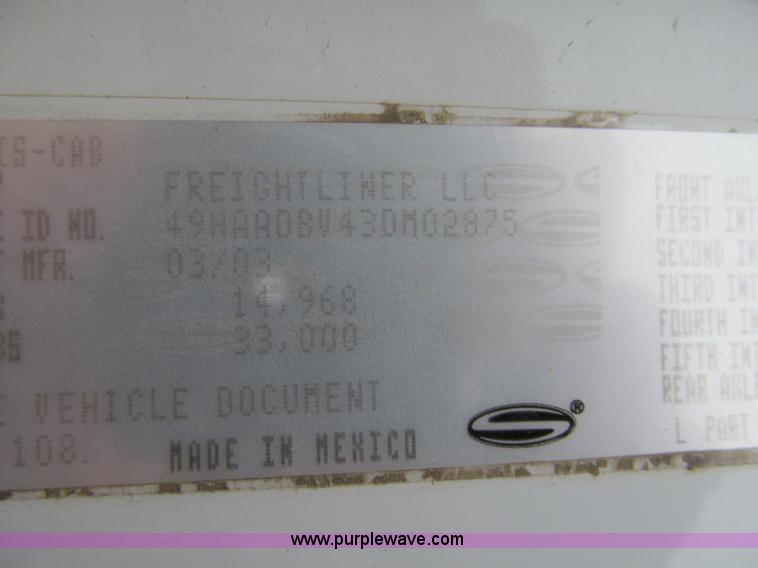 IS-CAB
FREIGHTLINER LLC
E ID NO. 49HAADBV43DM02875
F MFR. 03/03
14,968
33,000
E VEHICLE DOCUMENT
108. MADE IN MEXICO
®
FRONT AXL
FIRST INT
SECOND IN
THIRD INT
FOURTH IN
FIFTH INT
REAR AXLE
L PART
www.purplewave.com